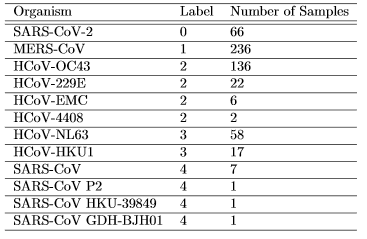 Organism Label Number of Samples
SARS-CoV-2 0 66
MERS-CoV 1 236
HCoV-OC43 2 136
HCoV-229E 2 22
HCoV-EMC 2 6
HCoV-4408 2 2
HCoV-NL63 3 58
HCoV-HKU1 3 17
SARS-CoV 4 7
SARS-CoV P2 4 1
SARS-CoV HKU-39849 4 1
SARS-CoV GDH-BJH01 4 1